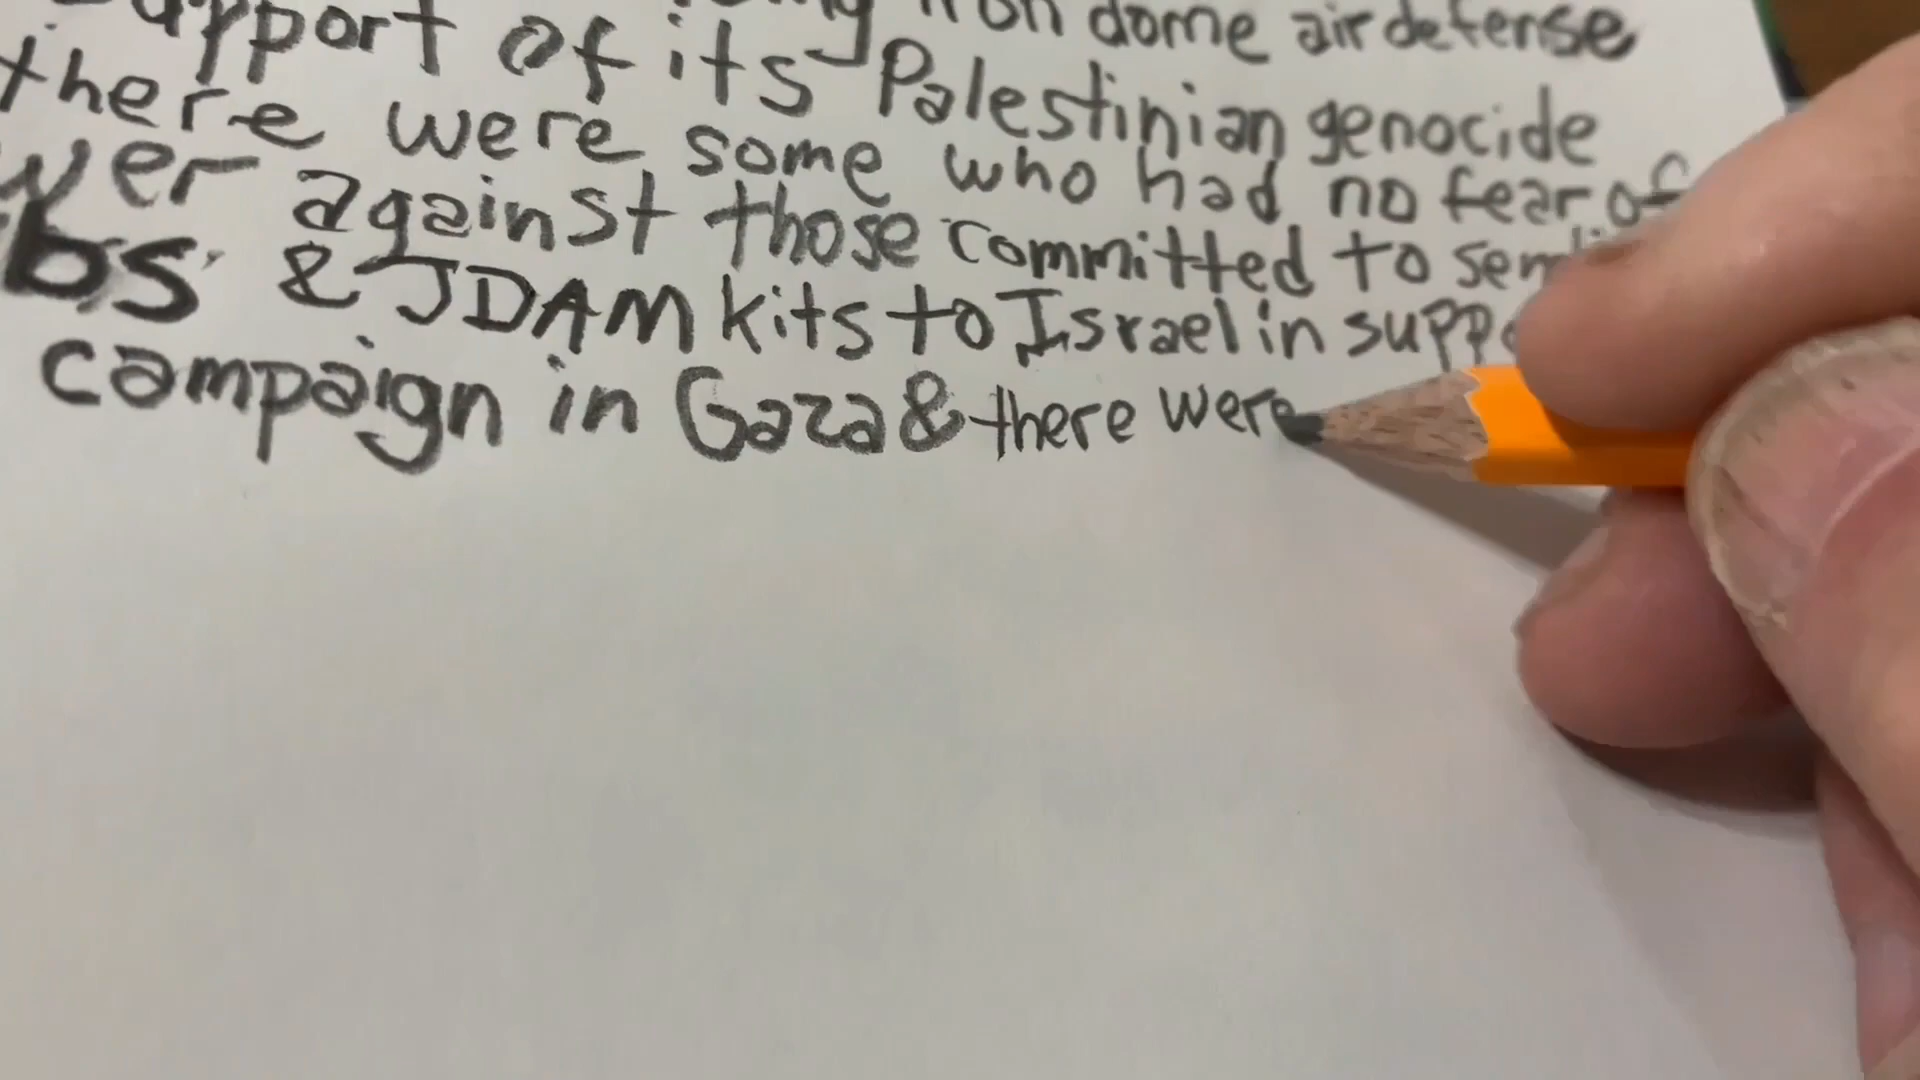 support of its iron dome air defense
there were some who had no fear of
Palestinian genocide
against those committed to
bs & JDAM kits to Israel in
campaign in Gaza & there were